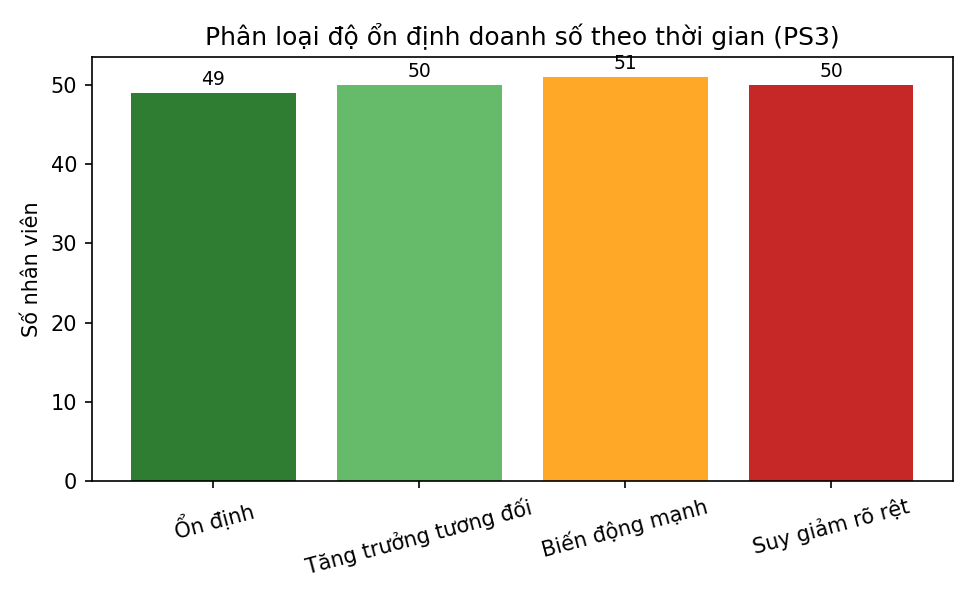 Phân loại độ ổn định doanh số theo thời gian (PS3)
Số nhân viên
50
40
30
20
10
0
49
50
51
50
Ổn định
Tăng trưởng tương đối
Biến động mạnh
Suy giảm rõ rệt